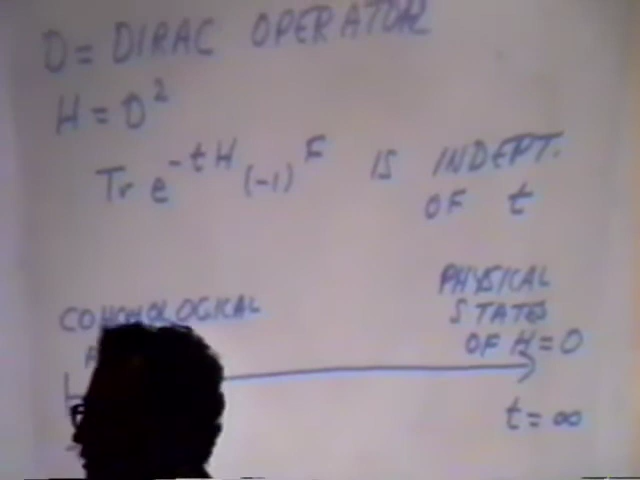 D = DIRAC OPERATOR
H = D²
Tr e^{-tH} (-1)^F IS INDEPT.
OF t
PHYSICAL
COHOMOLOGICAL STATES
OF H = 0
t = ∞